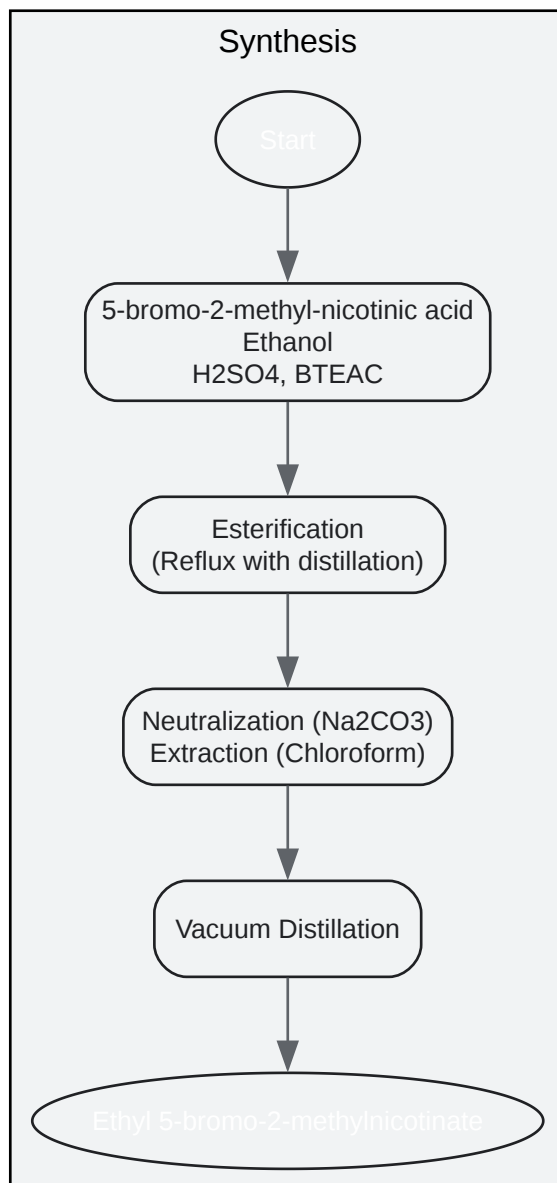 Synthesis
Start
5-bromo-2-methyl-nicotinic acid
Ethanol
H2SO4, BTEAC
Esterification
(Reflux with distillation)
Neutralization (Na2CO3)
Extraction (Chloroform)
Vacuum Distillation
Ethyl 5-bromo-2-methylnicotinate